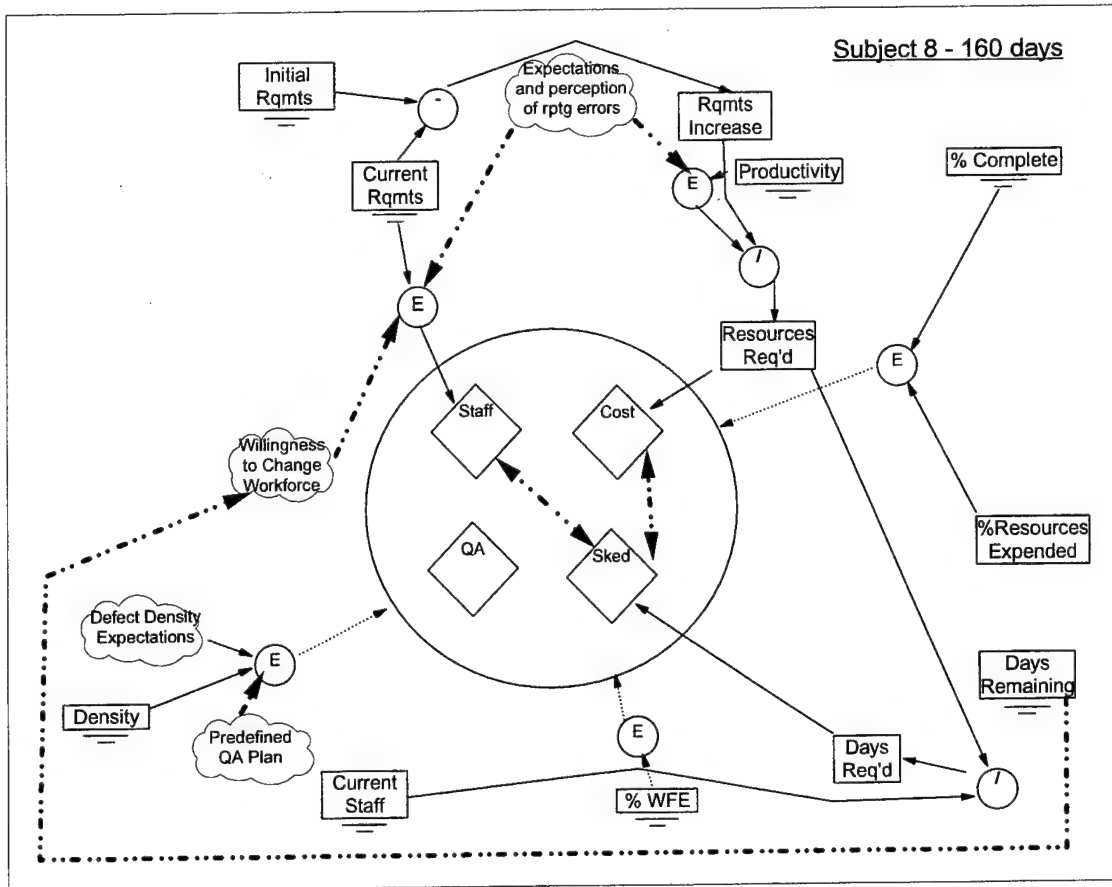 Subject 8 - 160 days
Initial
Rqmts
-
Expectations
and perception
of rptg errors
Rqmts
Increase
Current
Rqmts
E
Productivity
% Complete
/
E
Resources
Req'd
E
Staff
Cost
Willingness
to Change
Workforce
QA
Sked
%Resources
Expended
Defect Density
Expectations
E
Density
Predefined
QA Plan
Days
Remaining
E
Days
Req'd
/
Current
Staff
% WFE